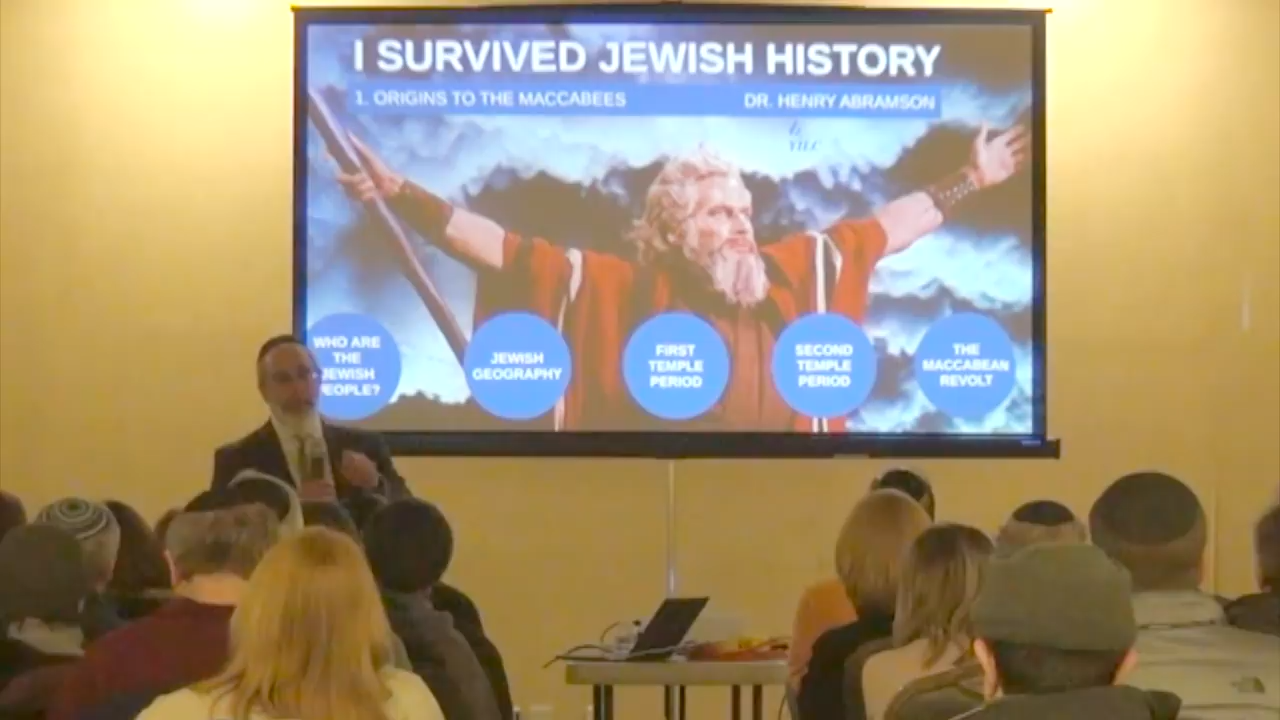 I SURVIVED JEWISH HISTORY
1. ORIGINS TO THE MACCABEES
DR. HENRY ABRAMSON
WHO ARE
THE
JEWISH
PEOPLE?
JEWISH
GEOGRAPHY
FIRST
TEMPLE
PERIOD
SECOND
TEMPLE
PERIOD
THE
MACCABEAN
REVOLT